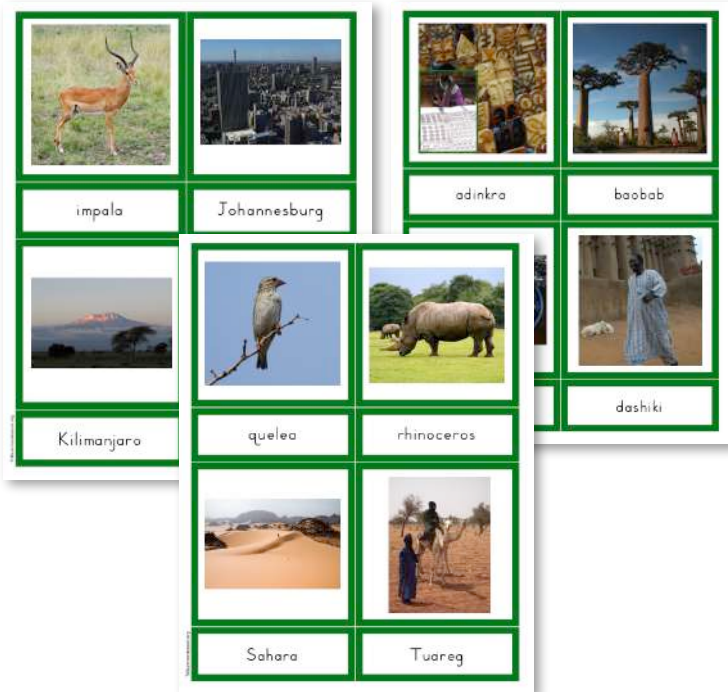 impala
Johannesburg
Kilimanjaro
adinkra
baobab
dashiki
quelea
rhinoceros
Sahara
Tuareg